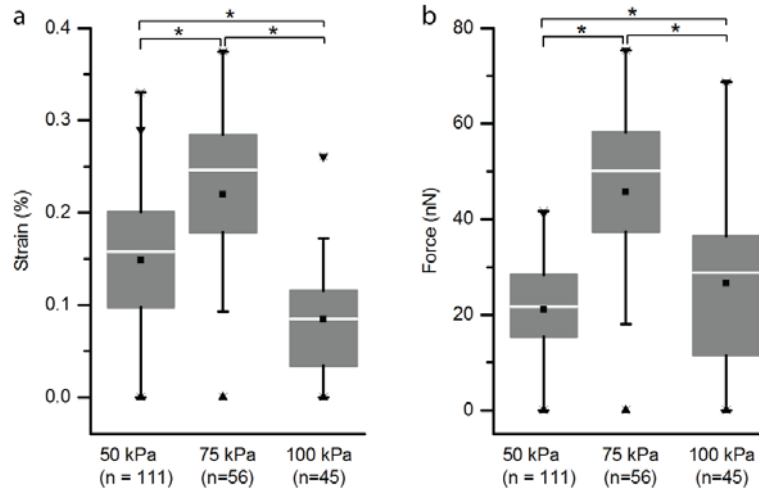 a
* * *
0.4
0.3
0.2
0.1
0.0
Strain (%)
50 kPa 75 kPa 100 kPa
(n = 111) (n=56) (n=45)
b
* * *
80
60
40
20
0
Force (nN)
50 kPa 75 kPa 100 kPa
(n = 111) (n=56) (n=45)